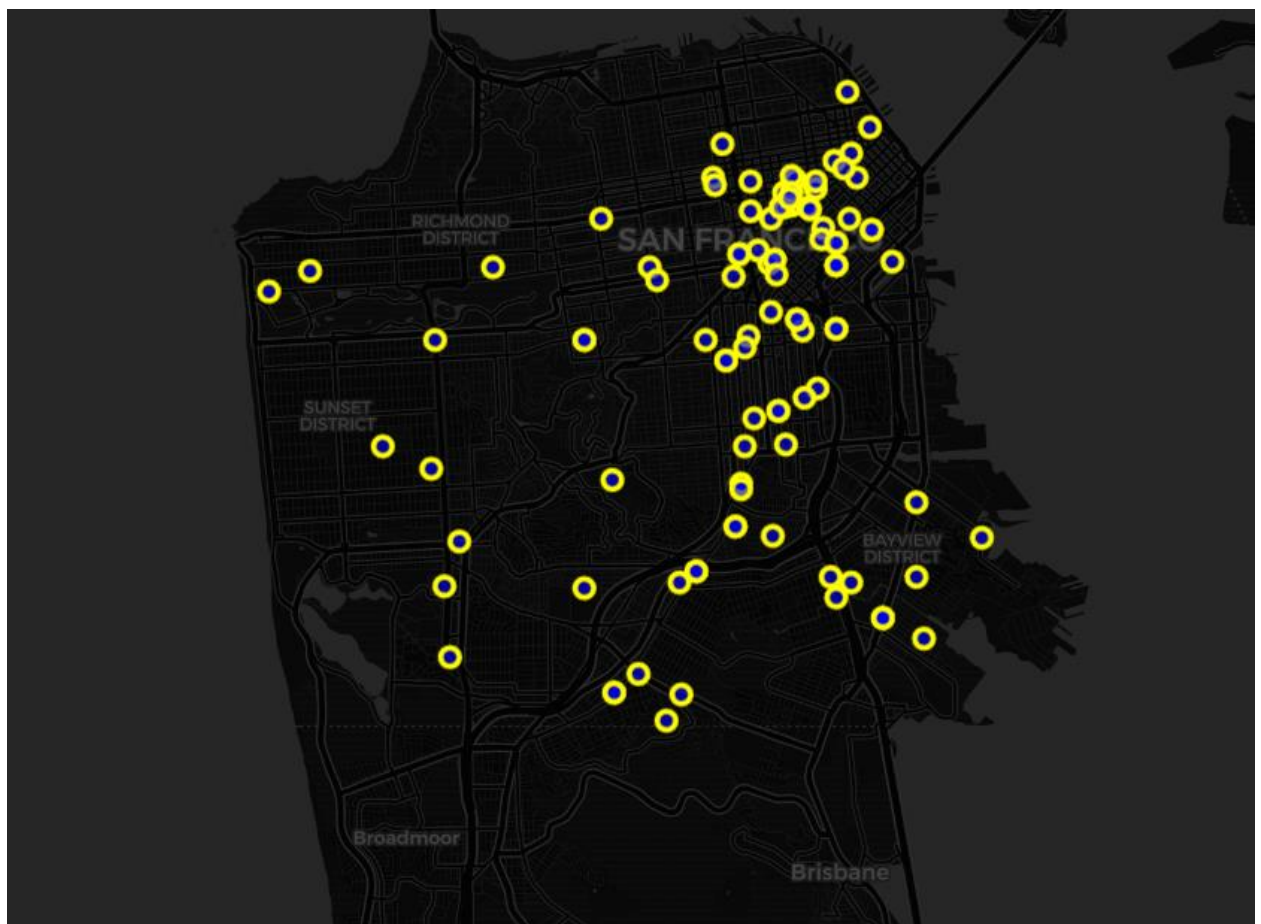 RICHMOND
DISTRICT
SAN FRANCISCO
SUNSET
DISTRICT
BAYVIEW
DISTRICT
Broadmoor
Brisbane